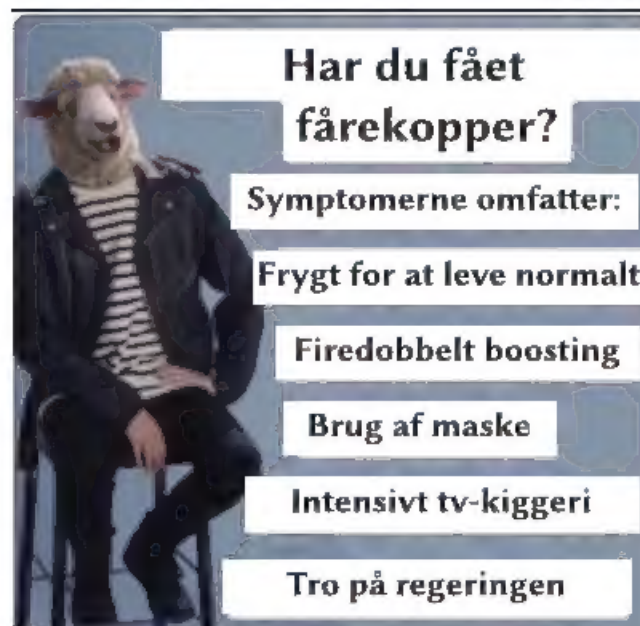 Har du fået
fårekopper?
Symptomerne omfatter:
Frygt for at leve normalt
Firedobbelt boosting
Brug af maske
Intensivt tv-kiggeri
Tro på regeringen